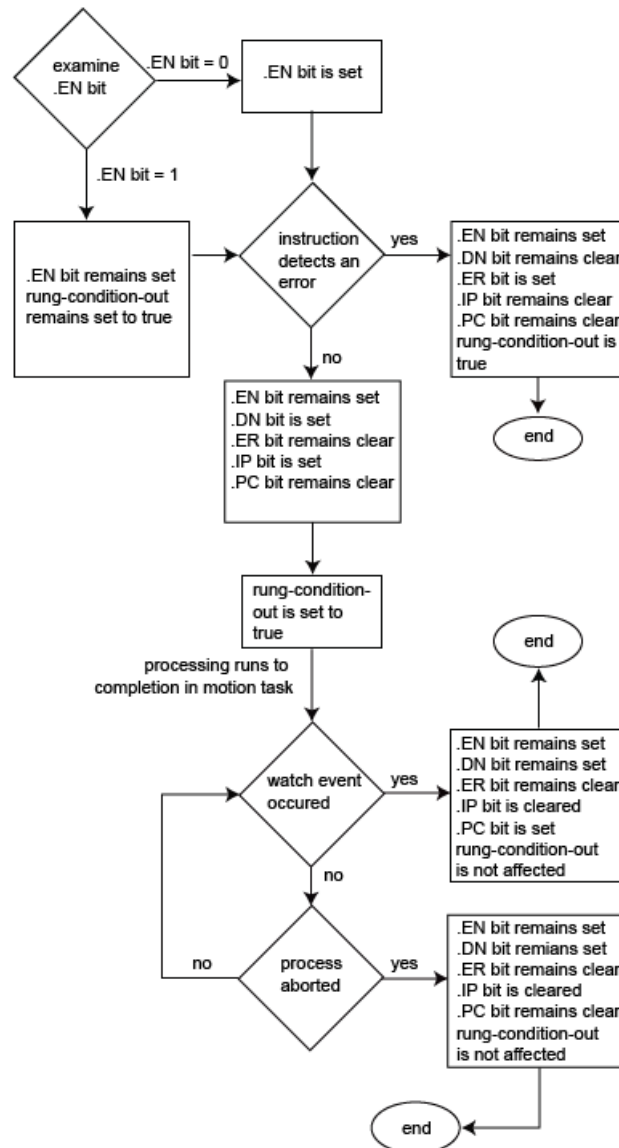 examine
.EN bit
.EN bit = 0
.EN bit is set
.EN bit = 1
.EN bit remains set
rung-condition-out
remains set to true
instruction
detects an
error
yes
.EN bit remains set
.DN bit remains clear
.ER bit is set
.IP bit remains clear
.PC bit remains clear
rung-condition-out is
true
end
no
.EN bit remains set
.DN bit is set
.ER bit remains clear
.IP bit is set
.PC bit remains clear
rung-condition-
out is set to
true
processing runs to
completion in motion task
watch event
occured
yes
.EN bit remains set
.DN bit remains set
.ER bit remains clear
.IP bit is cleared
.PC bit is set
rung-condition-out
is not affected
end
no
process
aborted
no
yes
.EN bit remains set
.DN bit remians set
.ER bit remains clear
.IP bit is cleared
.PC bit remains clear
rung-condition-out
is not affected
end